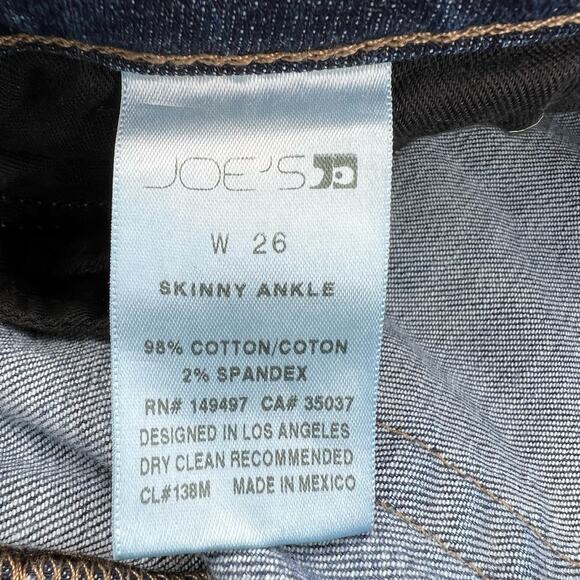 JOE'S
W 26
SKINNY ANKLE
98% COTTON/COTON
2% SPANDEX
RN# 149497 CA# 35037
DESIGNED IN LOS ANGELES
DRY CLEAN RECOMMENDED
CL#138M MADE IN MEXICO